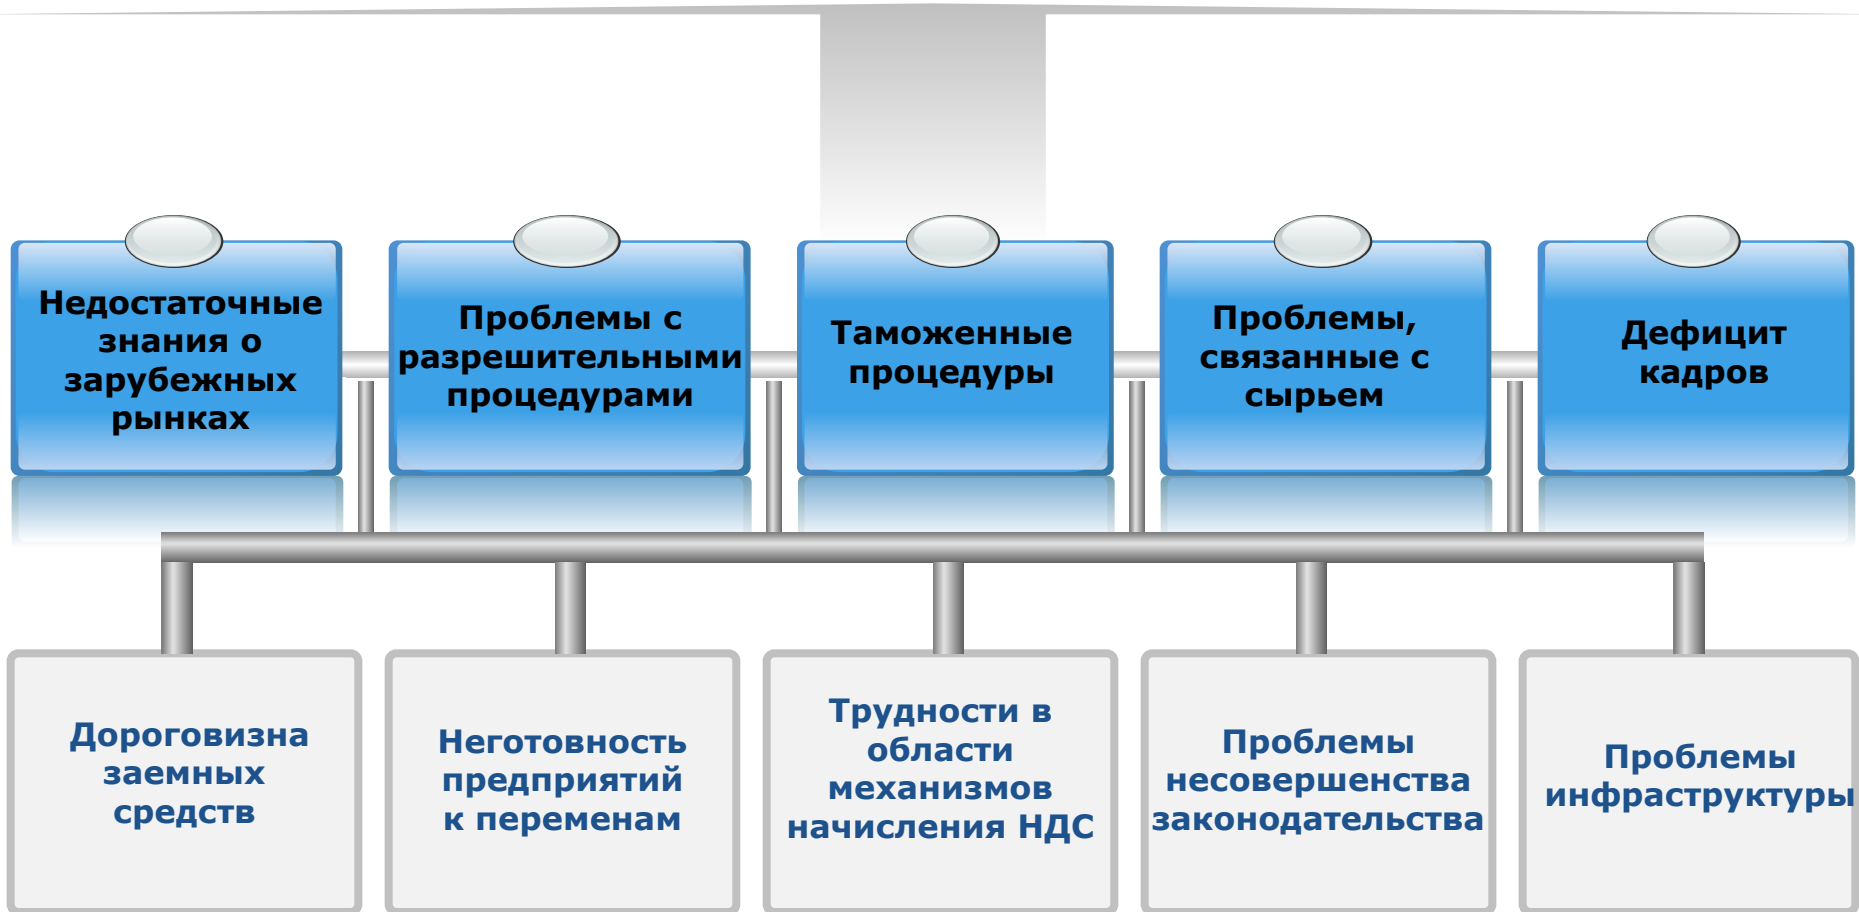 Недостаточные
знания о
зарубежных
рынках
Проблемы с
разрешительными
процедурами
Таможенные
процедуры
Проблемы,
связанные с
сырьем
Дефицит
кадров
Дороговизна
заемных
средств
Неготовность
предприятий
к переменам
Трудности в
области
механизмов
начисления НДС
Проблемы
несовершенства
законодательства
Проблемы
инфраструктуры